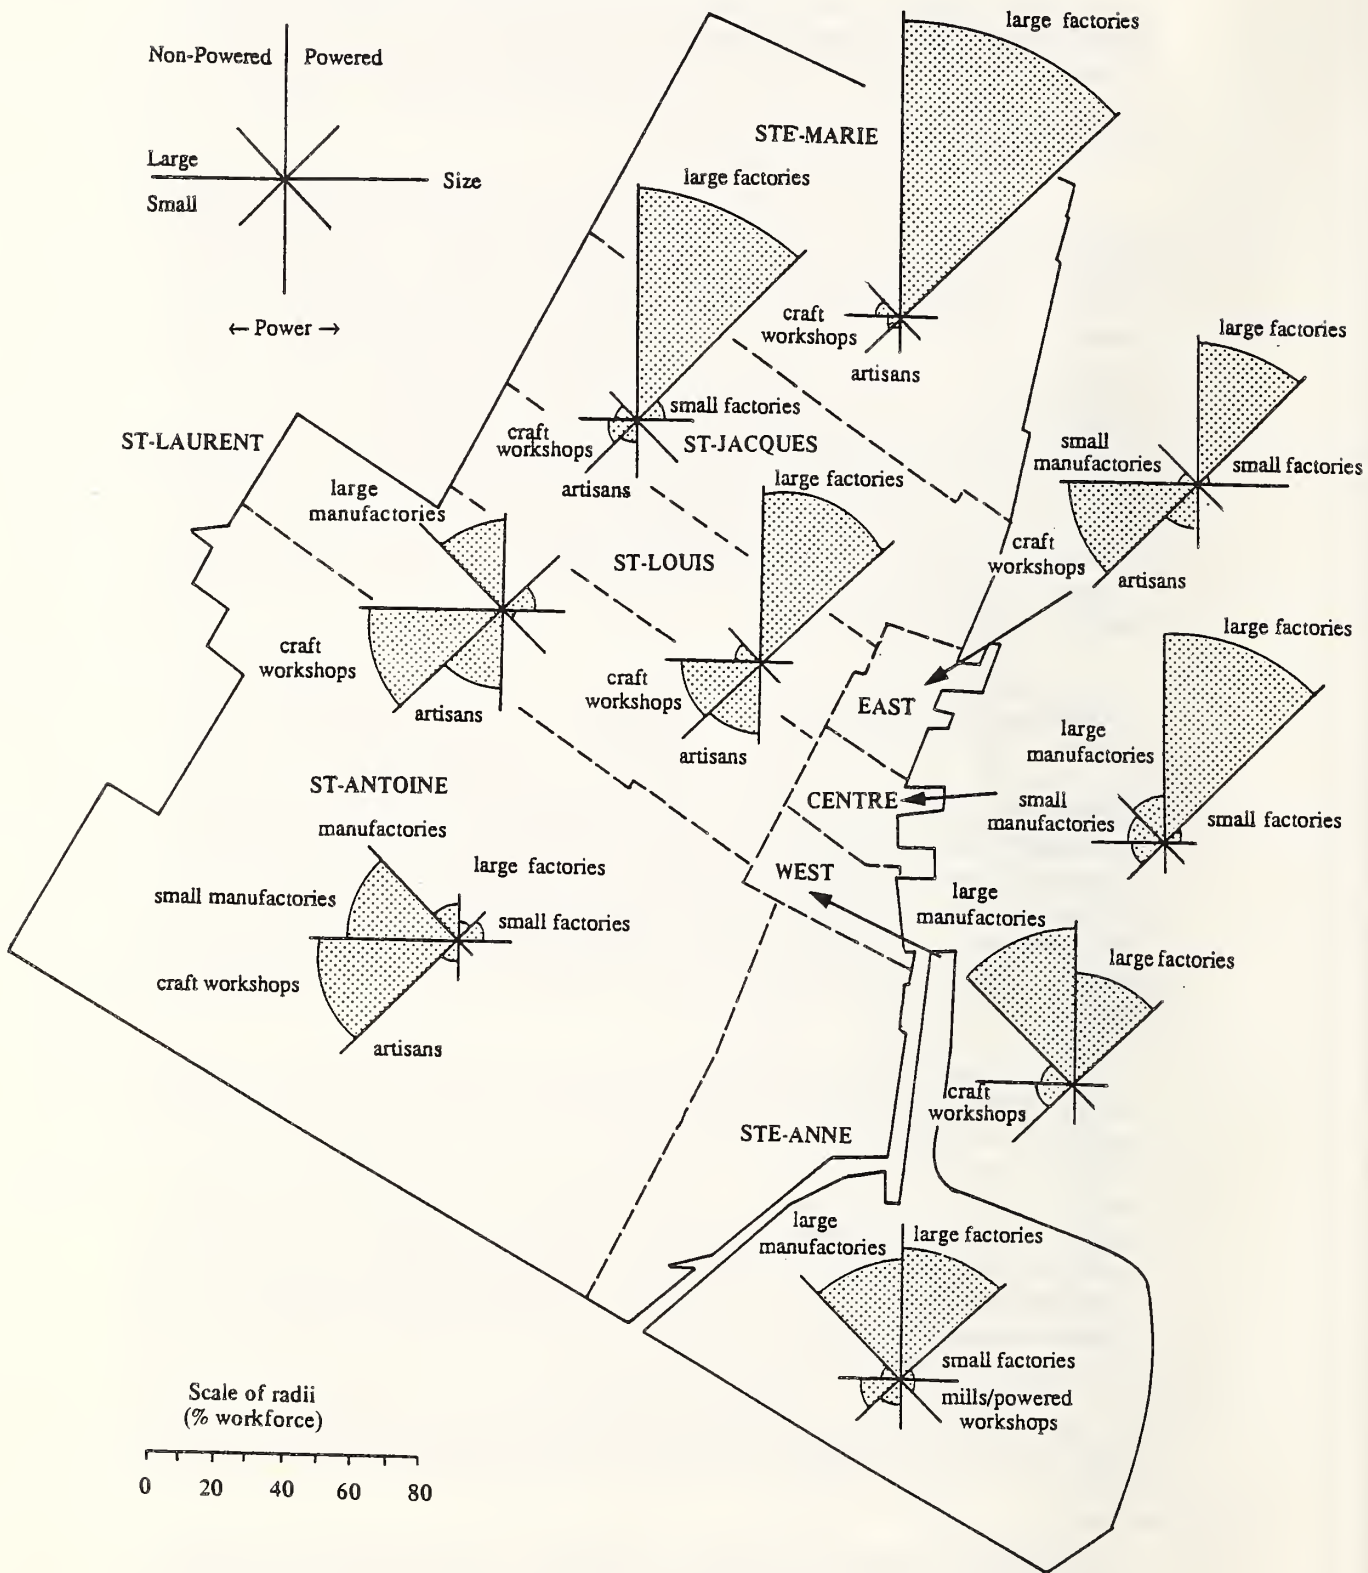 large factories
Non-Powered
Powered
STE-MARIE
Large
Size
Small
large factories
← Power →
craft
workshops
artisans
large factories
small factories
ST-LAURENT
craft
workshops
ST-JACQUES
small
manufactories
small factories
large
manufactories
artisans
large factories
craft
workshops
artisans
ST-LOUIS
craft
workshops
artisans
craft
workshops
artisans
EAST
large factories
large
manufactories
ST-ANTOINE
CENTRE
small
manufactories
small factories
manufactories
large factories
small manufactories
small factories
craft workshops
artisans
WEST
large
manufactories
large factories
craft
workshops
STE-ANNE
large
manufactories
large factories
small factories
mills/powered
workshops
Scale of radii
(% workforce)
0 20 40 60 80